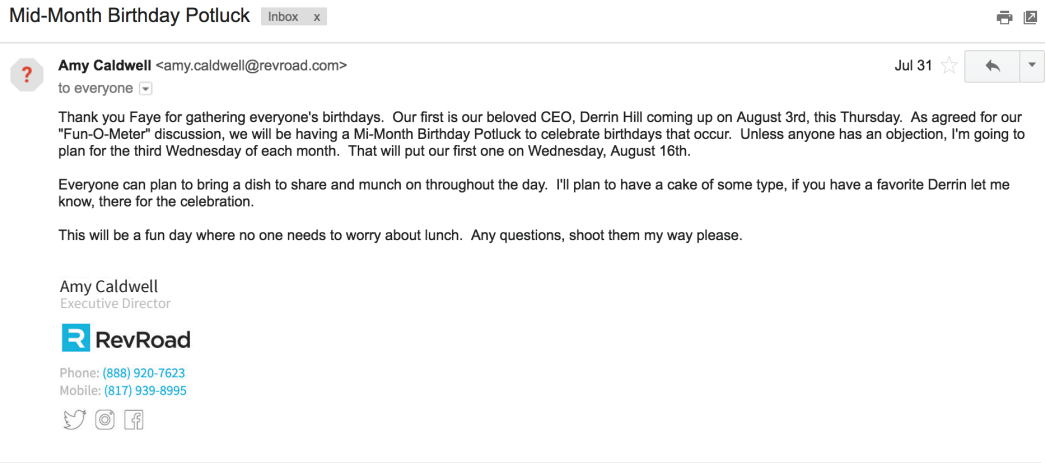 Mid-Month Birthday Potluck Inbox x
?
Amy Caldwell <amy.caldwell@revroad.com> Jul 31
to everyone
Thank you Faye for gathering everyone's birthdays.  Our first is our beloved CEO, Derrin Hill coming up on August 3rd, this Thursday.  As agreed for our
"Fun-O-Meter" discussion, we will be having a Mi-Month Birthday Potluck to celebrate birthdays that occur.  Unless anyone has an objection, I'm going to
plan for the third Wednesday of each month.  That will put our first one on Wednesday, August 16th.
Everyone can plan to bring a dish to share and munch on throughout the day.  I'll plan to have a cake of some type, if you have a favorite Derrin let me
know, there for the celebration.
This will be a fun day where no one needs to worry about lunch.  Any questions, shoot them my way please.
Amy Caldwell
Executive Director
R RevRoad
Phone: (888) 920-7623
Mobile: (817) 939-8995